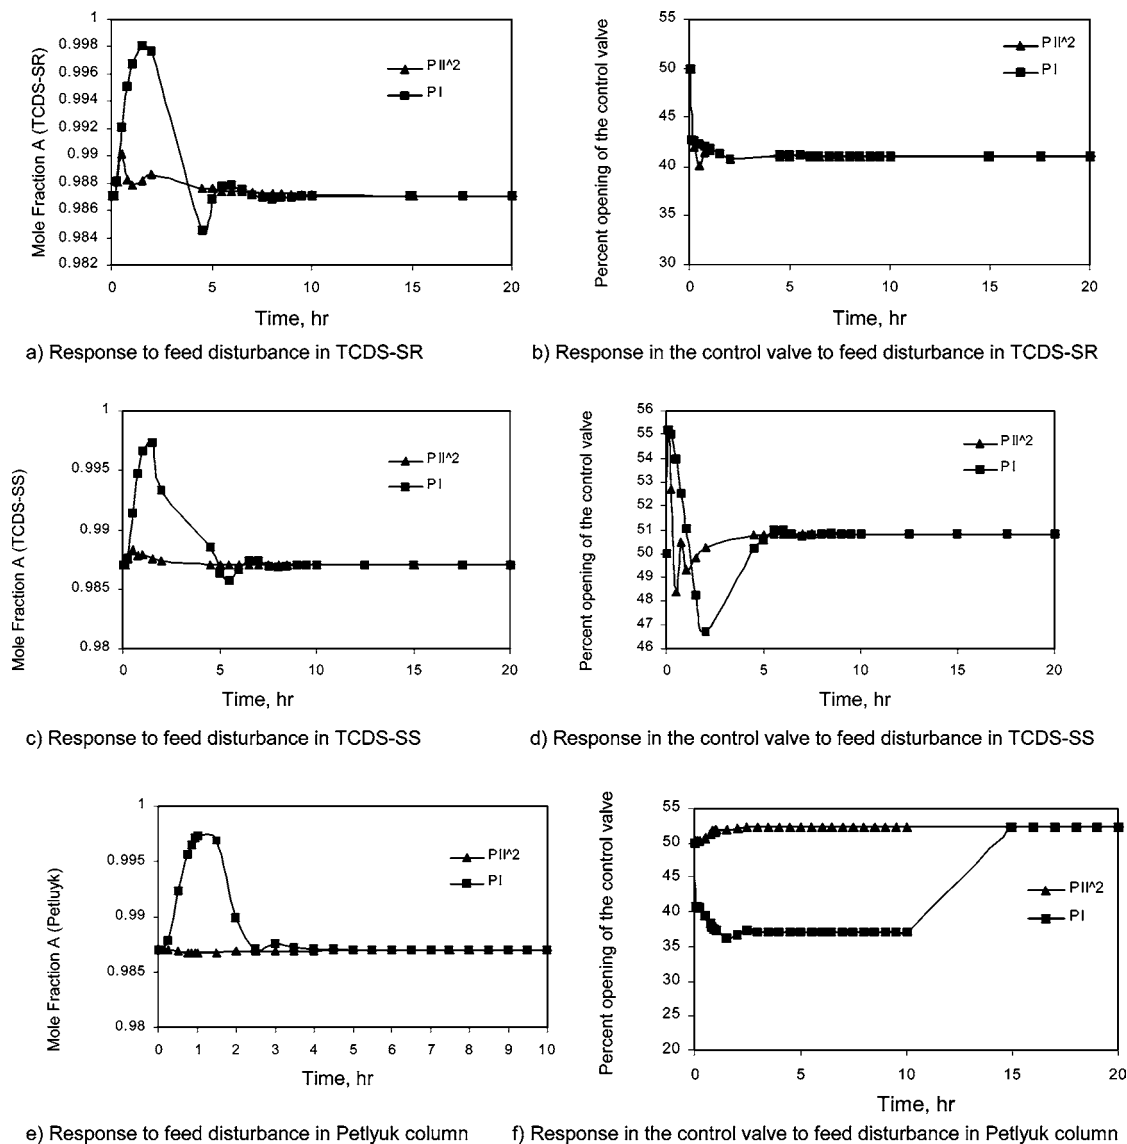 1
0.998
0.996
0.994
0.992
0.99
0.988
0.986
0.984
0.982
Mole Fraction A (TCDS-SR)
PII^2
PI
0 5 10 15 20
Time, hr
a) Response to feed disturbance in TCDS-SR
55
50
45
40
35
30
Percent opening of the control valve
PII^2
PI
0 5 10 15 20
Time, hr
b) Response in the control valve to feed disturbance in TCDS-SR
1
0.995
0.99
0.985
0.98
Mole Fraction A (TCDS-SS)
PII^2
PI
0 5 10 15 20
Time, hr
c) Response to feed disturbance in TCDS-SS
56
55
54
53
52
51
50
49
48
47
46
Percent opening of the control valve
PII^2
PI
0 5 10 15 20
Time, hr
d) Response in the control valve to feed disturbance in TCDS-SS
1
0.995
0.99
0.985
0.98
Mole Fraction A (Petluyk)
PII^2
PI
0 1 2 3 4 5 6 7 8 9 10
Time, hr
e) Response to feed disturbance in Petlyuk column
55
50
45
40
35
30
25
20
Percent opening of the control valve
PII^2
PI
0 5 10 15 20
Time, hr
f) Response in the control valve to feed disturbance in Petlyuk column